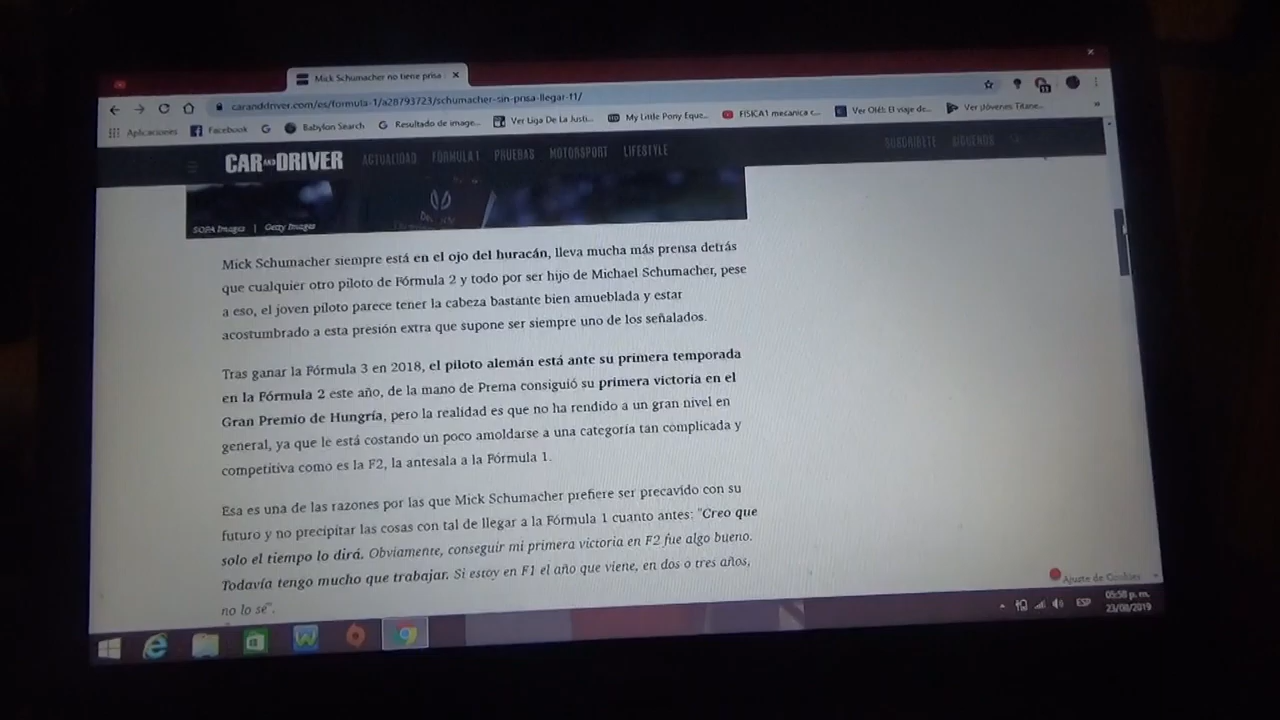 Mick Schumacher no tiene prisa
caranddriver.com/es/formula-1/a28793723/schumacher-sin-prisa-llegar-f1/
Aplicaciones Facebook Babylon Search Resultado de image... Ver Liga De La Justi... My Little Pony Eque... FISICA1 mecanica c... Ver Olé!: El viaje de... Ver Jóvenes Titane...
CAR AND DRIVER ACTUALIDAD FÓRMULA 1 PRUEBAS MOTORSPORT LIFESTYLE SUSCRÍBETE SÍGUENOS
SOPA Images | Getty Images
Mick Schumacher siempre está en el ojo del huracán, lleva mucha más prensa detrás
que cualquier otro piloto de Fórmula 2 y todo por ser hijo de Michael Schumacher, pese
a eso, el joven piloto parece tener la cabeza bastante bien amueblada y estar
acostumbrado a esta presión extra que supone ser siempre uno de los señalados.
Tras ganar la Fórmula 3 en 2018, el piloto alemán está ante su primera temporada
en la Fórmula 2 este año, de la mano de Prema consiguió su primera victoria en el
Gran Premio de Hungría, pero la realidad es que no ha rendido a un gran nivel en
general, ya que le está costando un poco amoldarse a una categoría tan complicada y
competitiva como es la F2, la antesala a la Fórmula 1.
Esa es una de las razones por las que Mick Schumacher prefiere ser precavido con su
futuro y no precipitar las cosas con tal de llegar a la Fórmula 1 cuanto antes: "Creo que
solo el tiempo lo dirá. Obviamente, conseguir mi primera victoria en F2 fue algo bueno.
Todavía tengo mucho que trabajar. Si estoy en F1 el año que viene, en dos o tres años,
no lo sé".
Ajuste de Cookies
ESP
05:58 p. m.
23/08/2019